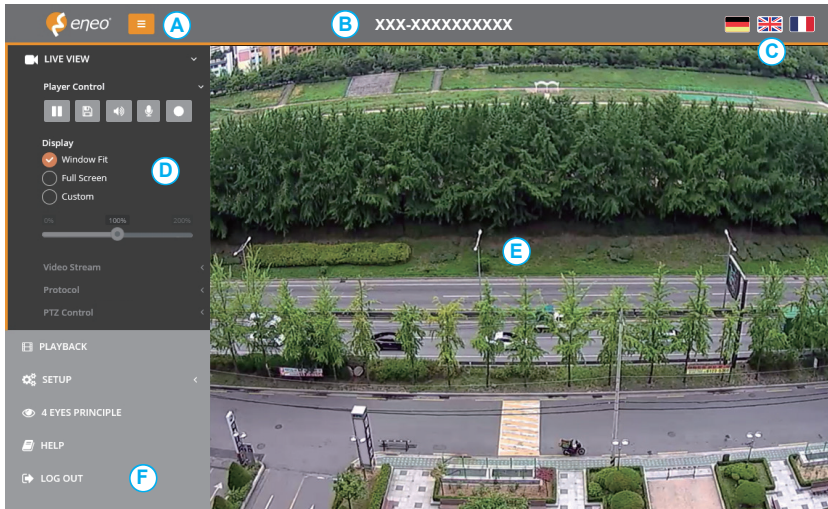 eneo
A
B
XXX-XXXXXXXXXX
C
LIVE VIEW
Player Control
Display
Window Fit
D
Full Screen
Custom
0%
100%
200%
E
Video Stream
Protocol
PTZ Control
PLAYBACK
SETUP
4 EYES PRINCIPLE
HELP
LOG OUT
F